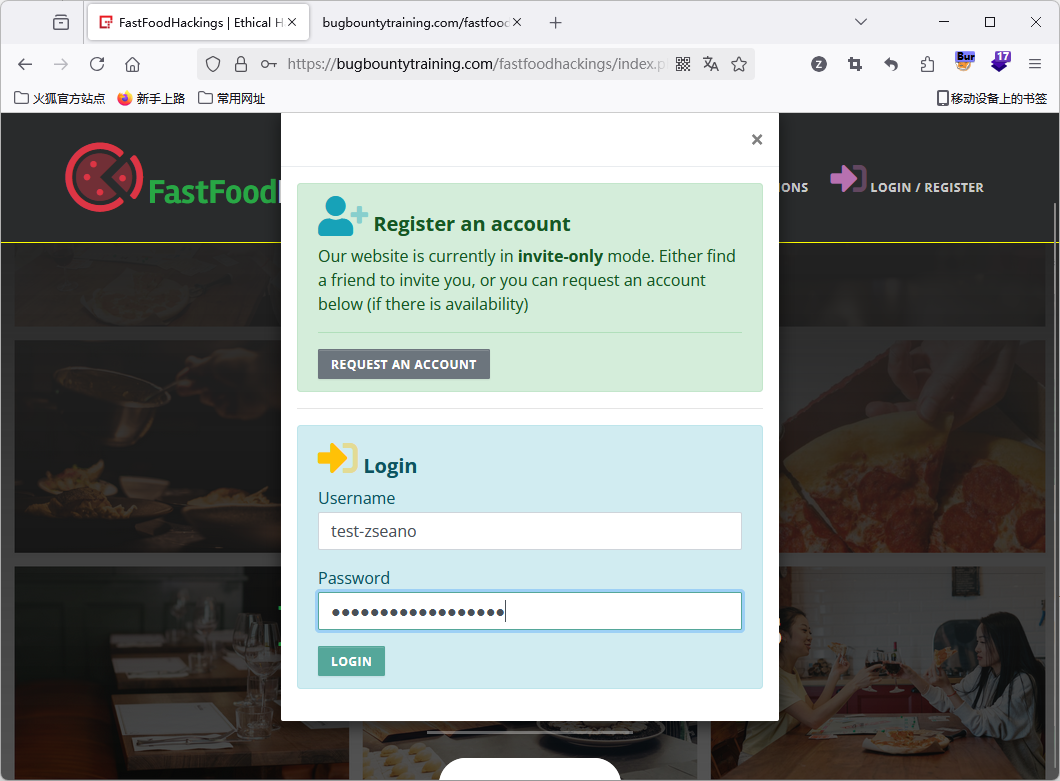 FastFoodHackings | Ethical H
bugbountytraining.com/fastfood
https://bugbountytraining.com/fastfoodhackings/index.p
Z
Bur
17
火狐官方站点
新手上路
常用网址
移动设备上的书签
FastFood
IONS
LOGIN / REGISTER
×
Register an account
Our website is currently in invite-only mode. Either find
a friend to invite you, or you can request an account
below (if there is availability)
REQUEST AN ACCOUNT
Login
Username
test-zseano
Password
••••••••••••••••••
LOGIN